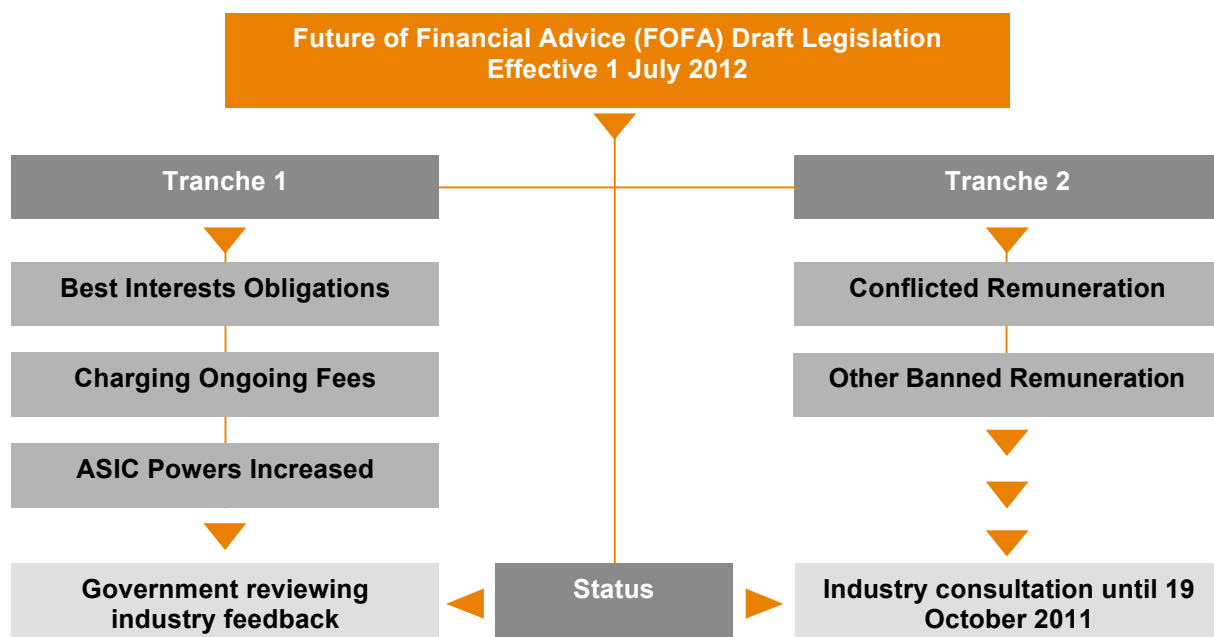 Future of Financial Advice (FOFA) Draft Legislation
Effective 1 July 2012
Tranche 1
Tranche 2
Best Interests Obligations
Conflicted Remuneration
Charging Ongoing Fees
Other Banned Remuneration
ASIC Powers Increased
Government reviewing
industry feedback
Status
Industry consultation until 19
October 2011